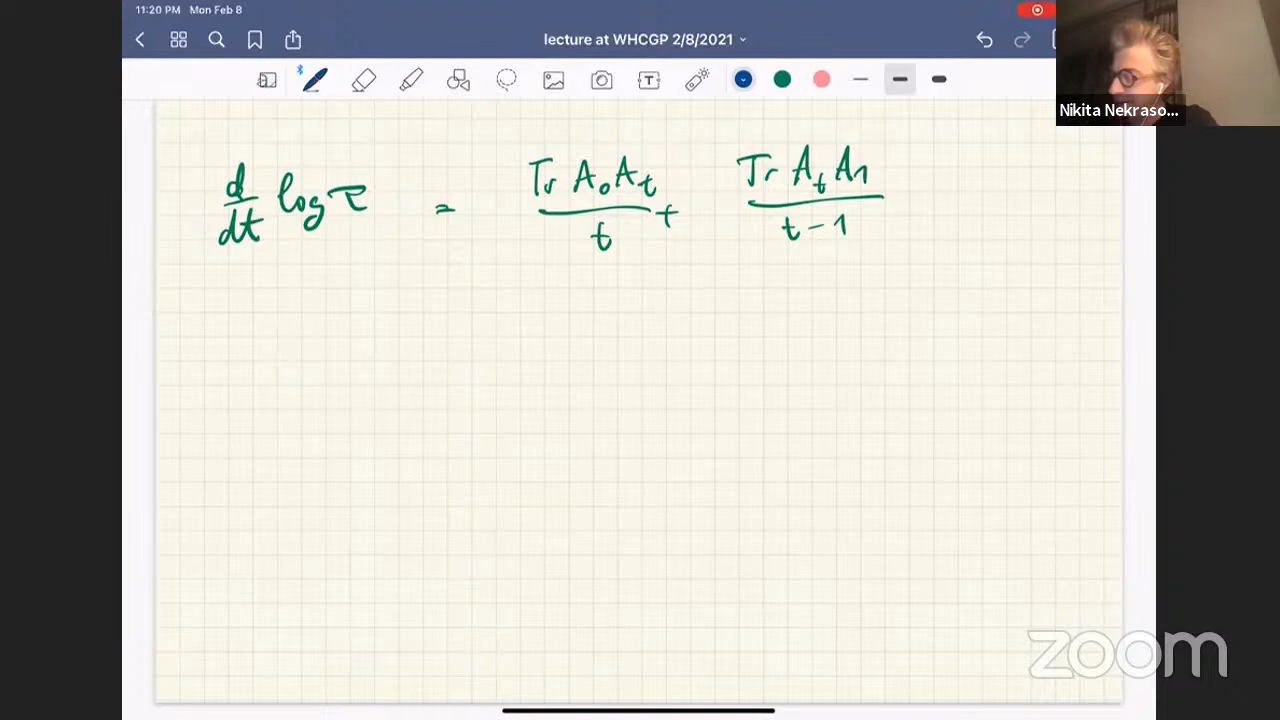 11:20 PM Mon Feb 8
lecture at WHCGP 2/8/2021
Nikita Nekraso...
d/dt log τ = Tr A₀Aₜ / t + Tr AₜA₁ / t − 1
zoom